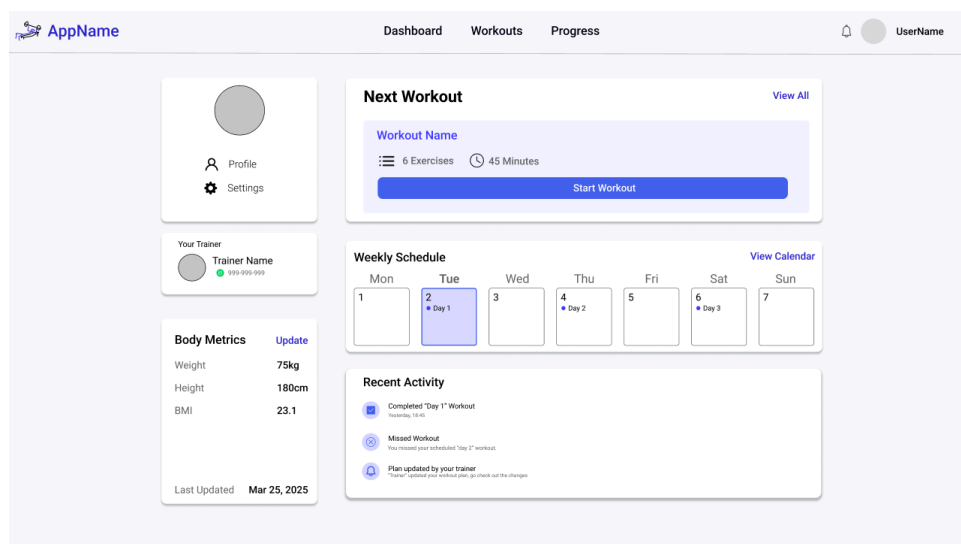 AppName
Dashboard Workouts Progress
UserName
Profile
Settings
Your Trainer
Trainer Name
999-999-999
Body Metrics Update
Weight 75kg
Height 180cm
BMI 23.1
Last Updated Mar 25, 2025
Next Workout View All
Workout Name
6 Exercises 45 Minutes
Start Workout
Weekly Schedule View Calendar
Mon Tue Wed Thu Fri Sat Sun
1 2 3 4 5 6 7
Day 1 Day 2 Day 3
Recent Activity
Completed "Day 1" Workout
Yesterday, 18:45
Missed Workout
You missed your scheduled "day 2" workout.
Plan updated by your trainer
"Trainer" updated your workout plan, go check out the changes